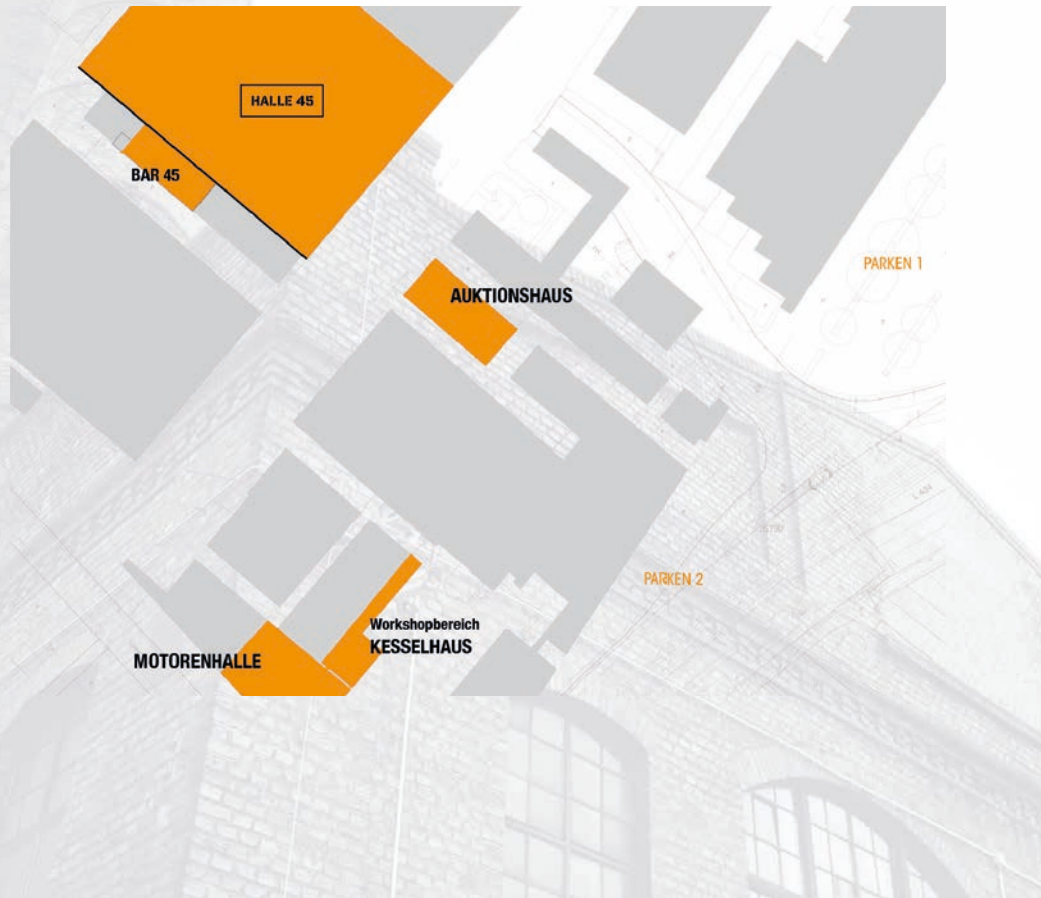 HALLE 45
BAR 45
PARKEN 1
AUKTIONSHAUS
PARKEN 2
Workshopbereich
KESSELHAUS
MOTORENHALLE